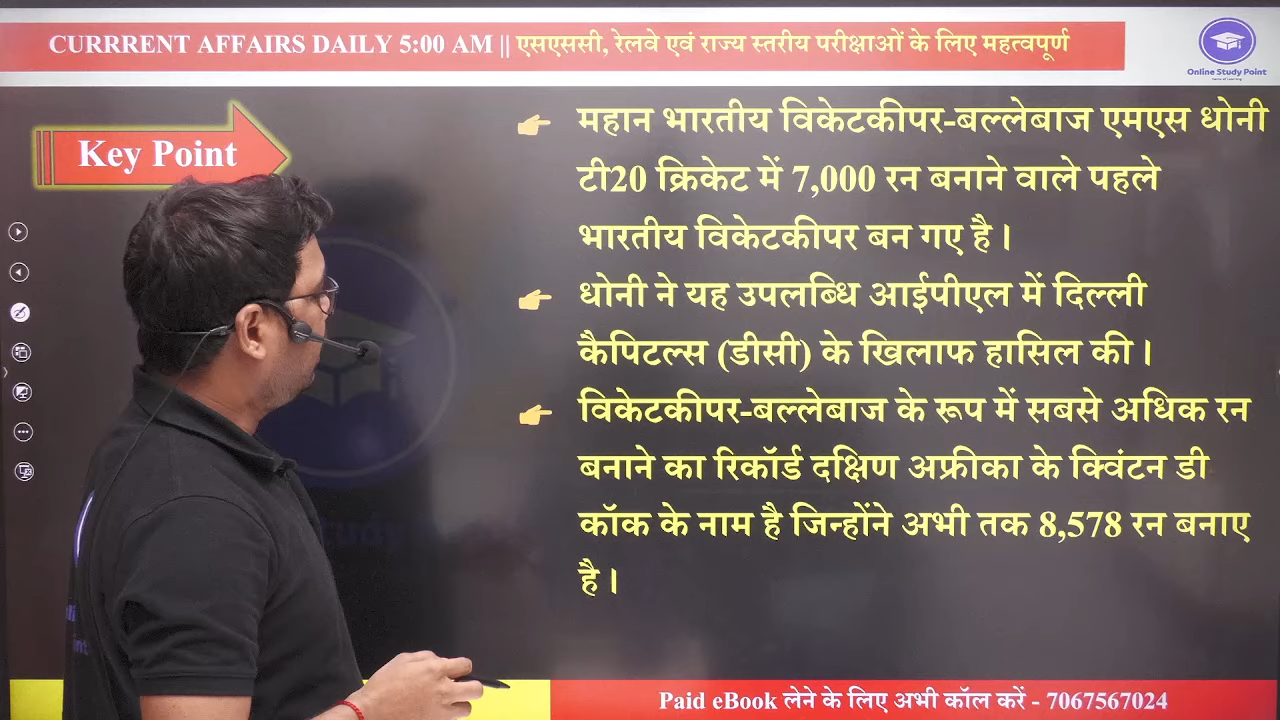 CURRRENT AFFAIRS DAILY 5:00 AM || एसएससी, रेलवे एवं राज्य स्तरीय परीक्षाओं के लिए महत्वपूर्ण
Online Study Point
Key Point
महान भारतीय विकेटकीपर-बल्लेबाज एमएस धोनी
टी20 क्रिकेट में 7,000 रन बनाने वाले पहले
भारतीय विकेटकीपर बन गए है।
धोनी ने यह उपलब्धि आईपीएल में दिल्ली
कैपिटल्स (डीसी) के खिलाफ हासिल की।
विकेटकीपर-बल्लेबाज के रूप में सबसे अधिक रन
बनाने का रिकॉर्ड दक्षिण अफ्रीका के क्विंटन डी
कॉक के नाम है जिन्होंने अभी तक 8,578 रन बनाए
है।
Paid eBook लेने के लिए अभी कॉल करें - 7067567024